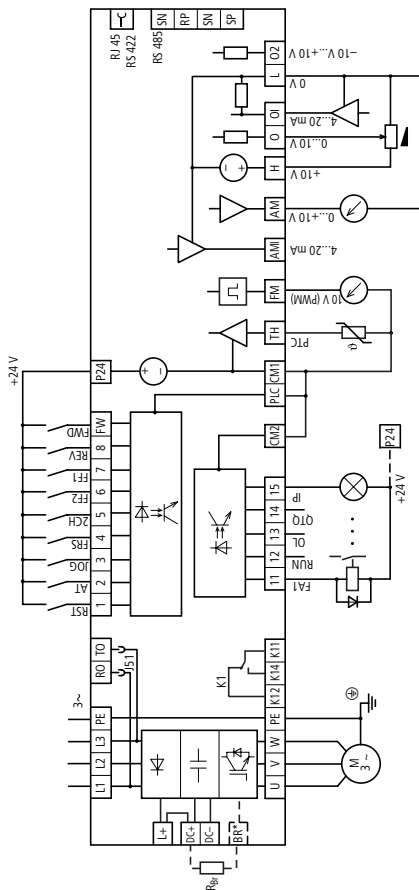 RJ 45
RS 422
RS 485
SN
RP
SN
SP
3~
L1
L2
L3
PE
RO
TO
J51
+24 V
RST
AT
JOG
FRS
2CH
FF2
FF1
REV
FWD
1
2
3
4
5
6
7
8
FW
P24
+
−
L+
DC+
DC–
BR*
RBr
U
V
W
PE
M
3 ~
K1
K12
K14
K11
11
12
13
14
15
FA1
RUN
OL
QTQ
IP
+24 V
P24
CM2
PLC
CM1
TH
FM
AMI
AM
H
O
OI
L
O2
PTC
ϑ
10 V (PWM)
4...20 mA
0...+10 V
+10 V
0...10 V
4...20 mA
0 V
–10 V...+10 V
+
−